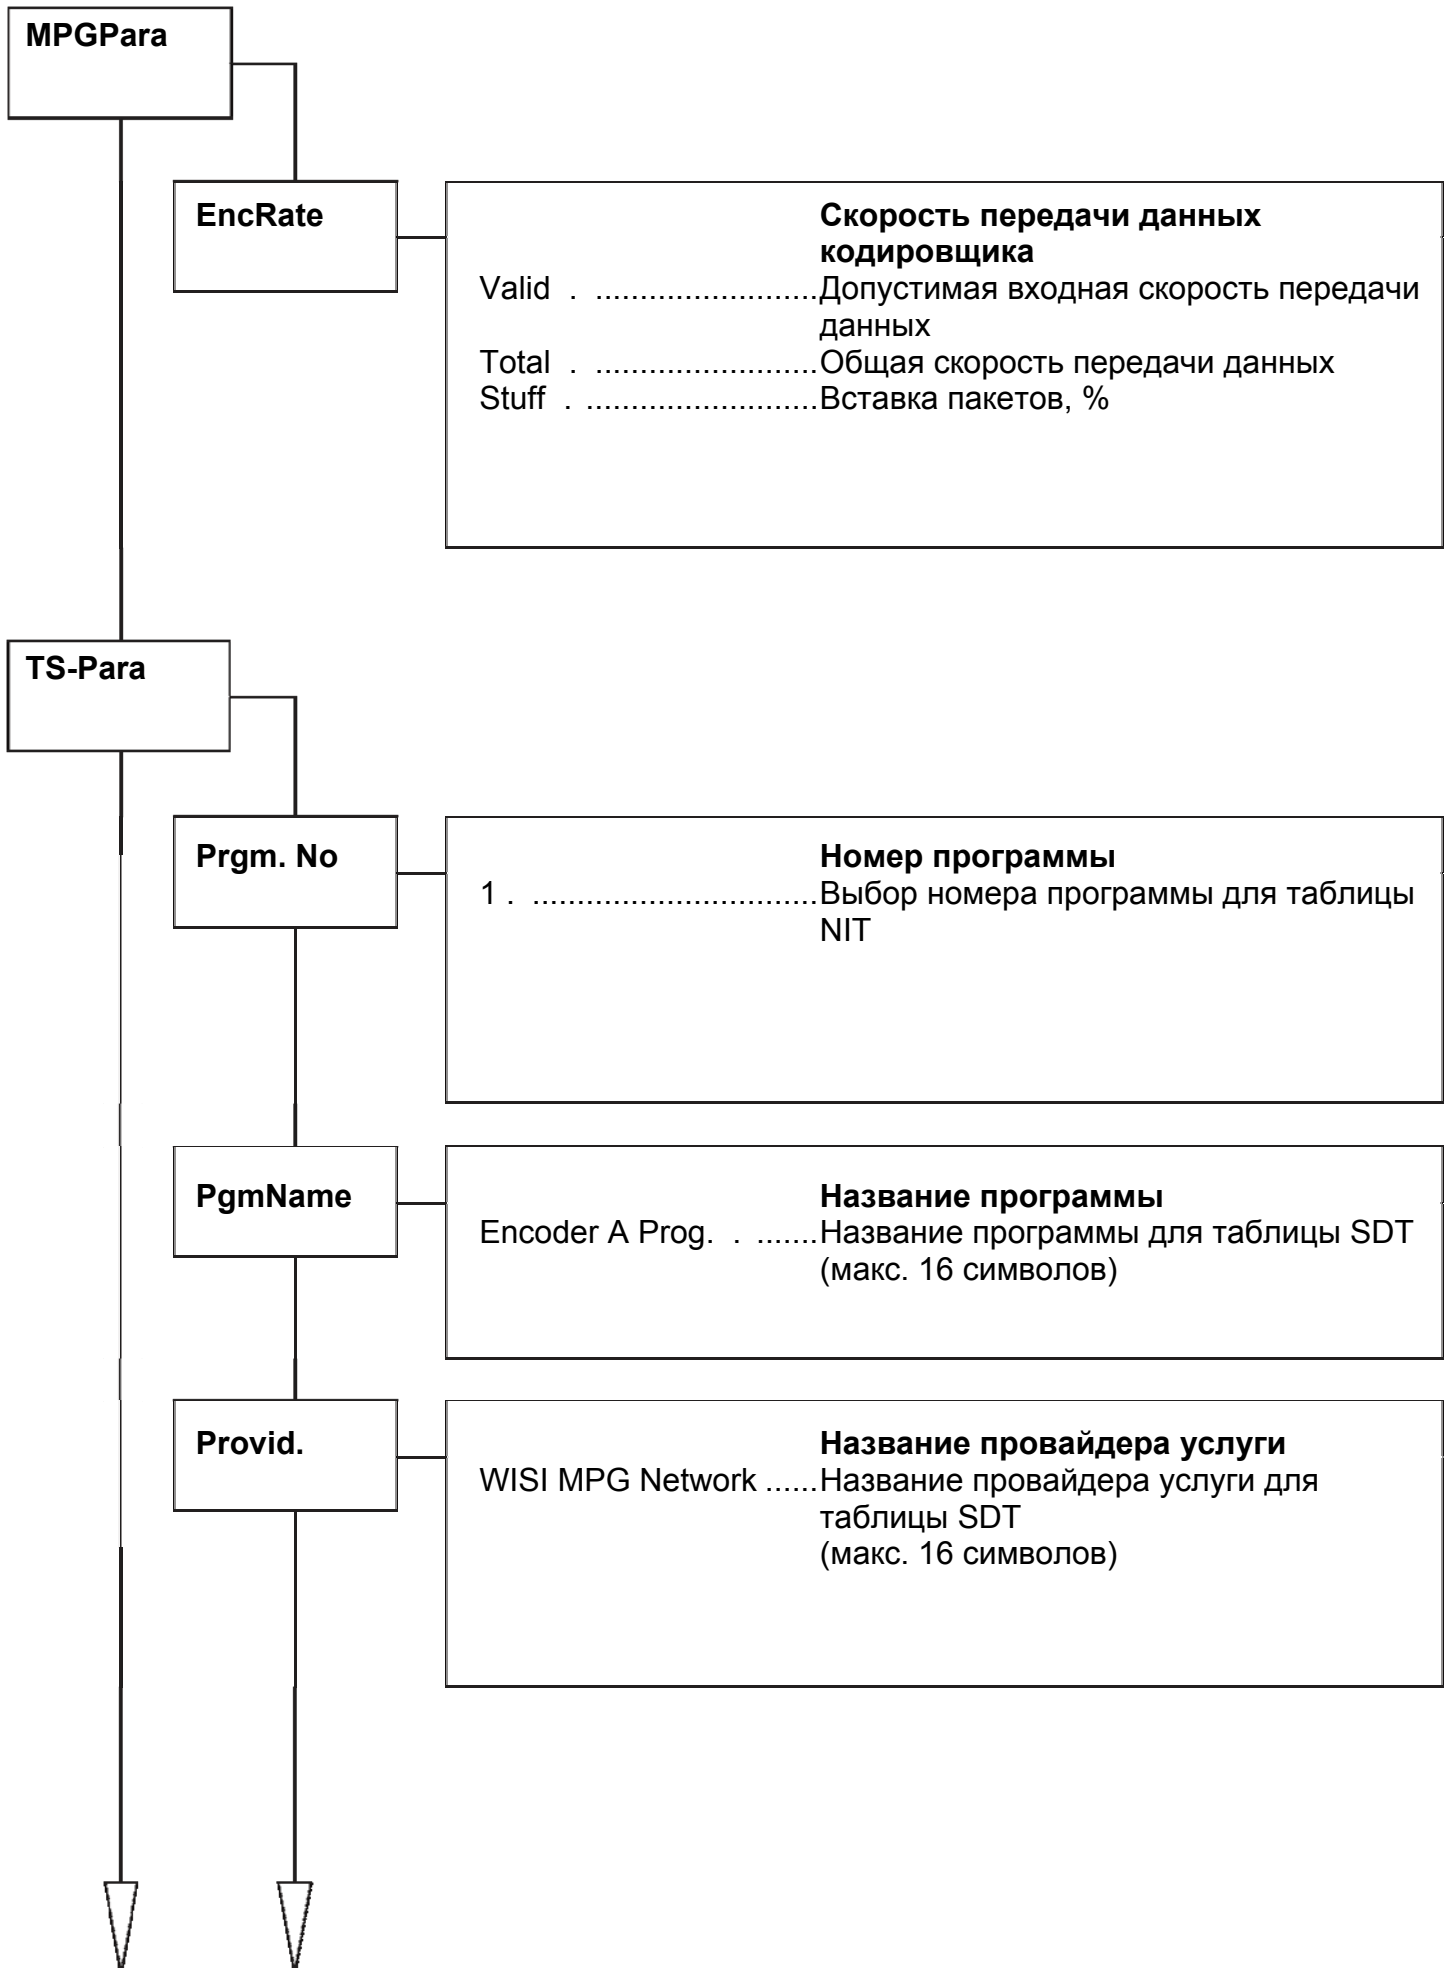 MPGPara
EncRate
Скорость передачи данных
кодировщика
Valid . .........................Допустимая входная скорость передачи
данных
Total . .........................Общая скорость передачи данных
Stuff . ..........................Вставка пакетов, %
TS-Para
Prgm. No
Номер программы
1 . ................................Выбор номера программы для таблицы
NIT
PgmName
Название программы
Encoder A Prog. . .......Название программы для таблицы SDT
(макс. 16 символов)
Provid.
Название провайдера услуги
WISI MPG Network ......Название провайдера услуги для
таблицы SDT
(макс. 16 символов)